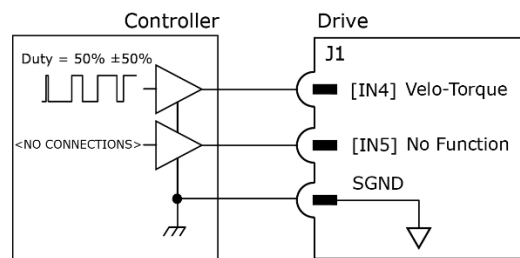 Controller
Drive
J1
Duty = 50% ±50%
[IN4] Velo-Torque
<NO CONNECTIONS>
[IN5] No Function
SGND